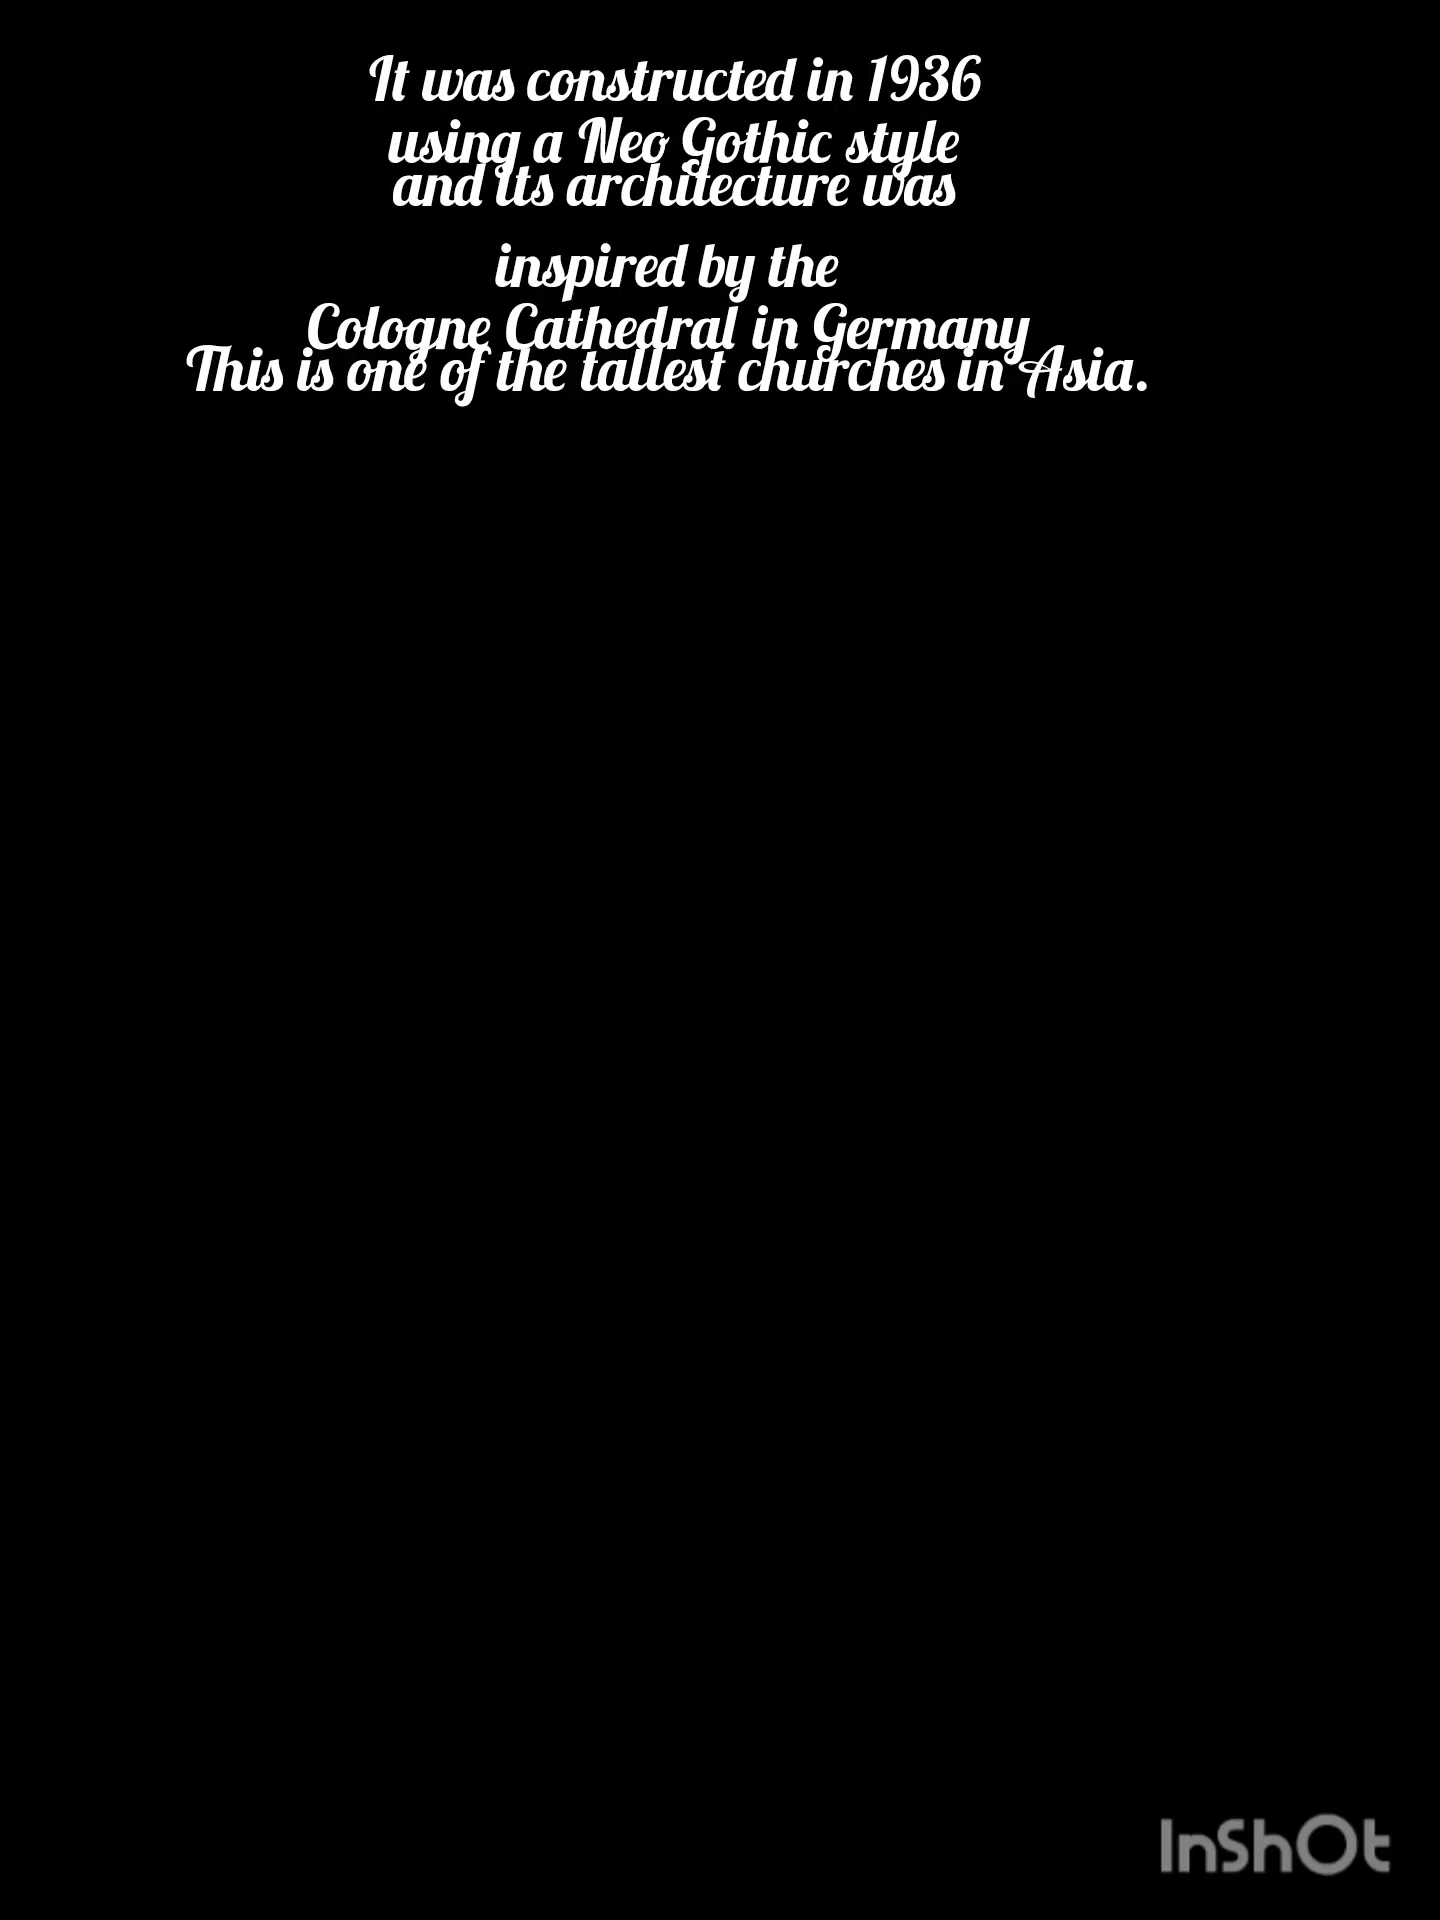 It was constructed in 1936
using a Neo Gothic style
and its architecture was
inspired by the
Cologne Cathedral in Germany
This is one of the tallest churches in Asia.
InShOt